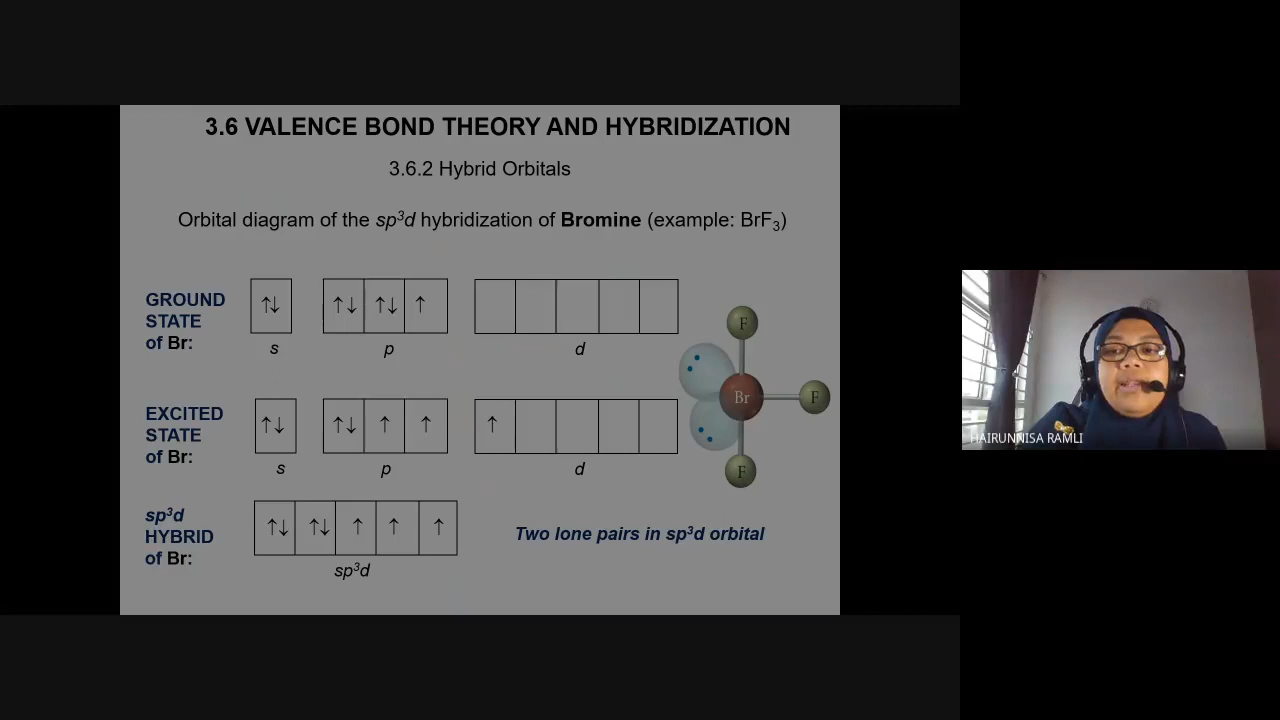 3.6 VALENCE BOND THEORY AND HYBRIDIZATION
3.6.2 Hybrid Orbitals
Orbital diagram of the sp³d hybridization of Bromine (example: BrF₃)
GROUND
STATE
of Br:
↑↓ ↑↓ ↑↓ ↑
s p d
EXCITED
STATE
of Br:
↑↓ ↑↓ ↑ ↑ ↑
s p d
sp³d
HYBRID
of Br:
↑↓ ↑↓ ↑ ↑ ↑
sp³d
Two lone pairs in sp³d orbital
F
Br F
F
HAIRUNNISA RAMLI